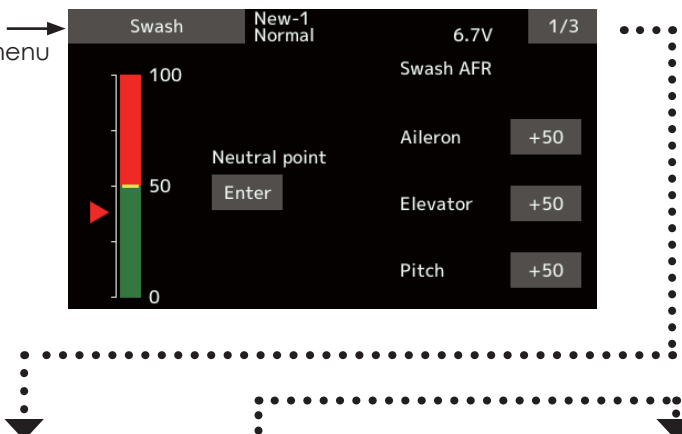 Swash New-1 6.7V 1/3
Normal
menu
Swash AFR
100
Aileron +50
Neutral point
50 Enter
Elevator +50
Pitch +50
0